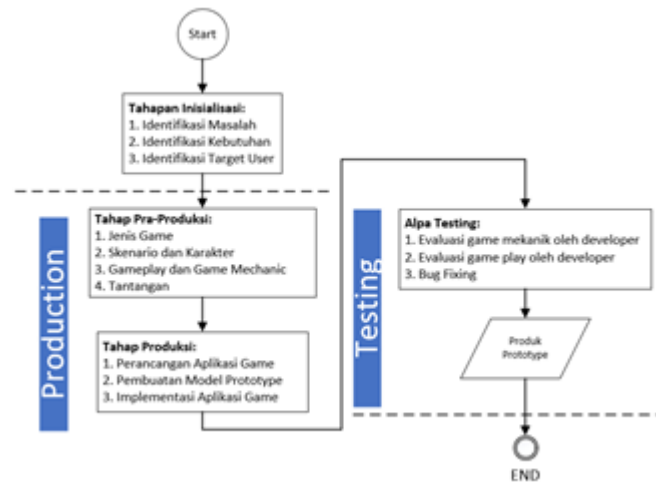 Start
Tahapan Inisialisasi:
1. Identifikasi Masalah
2. Identifikasi Kebutuhan
3. Identifikasi Target User
Production
Tahap Pra-Produksi:
1. Jenis Game
2. Skenario dan Karakter
3. Gameplay dan Game Mechanic
4. Tantangan
Tahap Produksi:
1. Perancangan Aplikasi Game
2. Pembuatan Model Prototype
3. Implementasi Aplikasi Game
Testing
Alpa Testing:
1. Evaluasi game mekanik oleh developer
2. Evaluasi game play oleh developer
3. Bug Fixing
Produk
Prototype
END